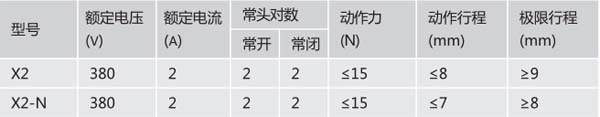 型号 额定电压 (V) 额定电流 (A) 常头对数 动作力 (N) 动作行程 (mm) 极限行程 (mm)
常开 常闭
X2 380 2 2 2 ≤15 ≤8 ≥9
X2-N 380 2 2 2 ≤15 ≤7 ≥8